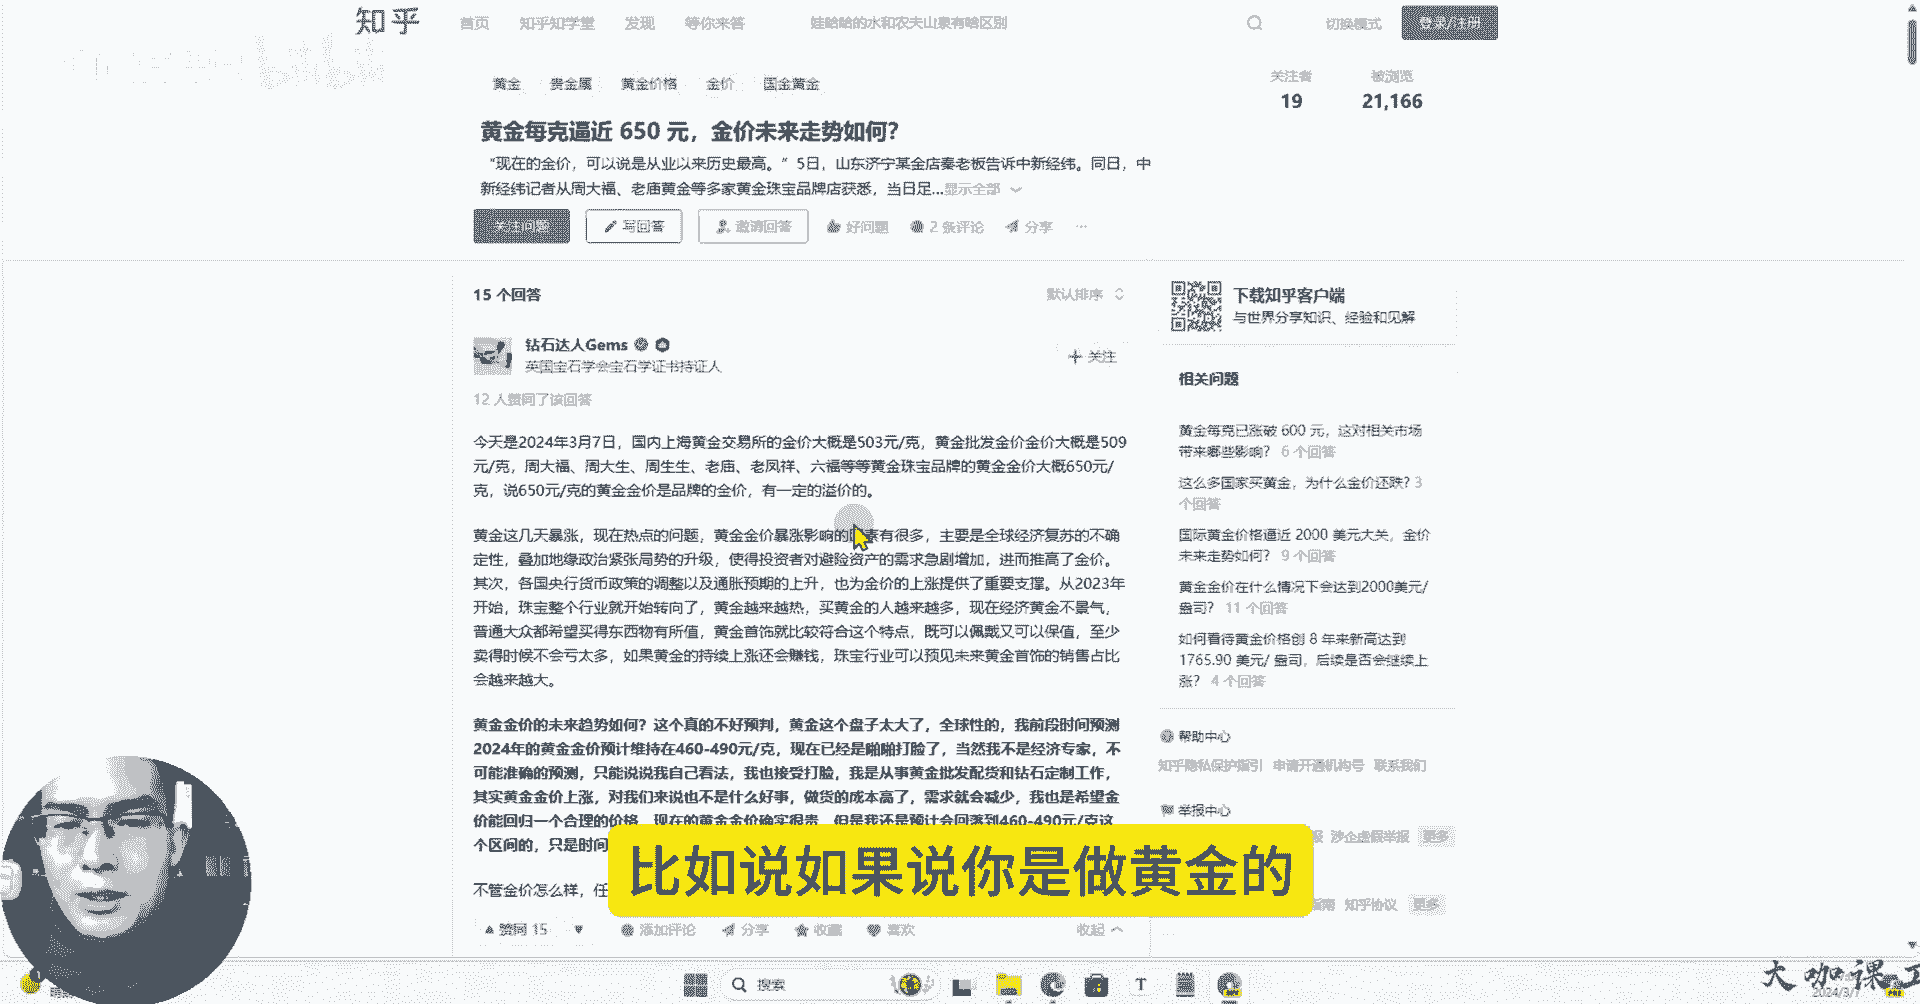 知乎
首页 知乎知学堂 发现 等你来答 娃哈哈的水和农夫山泉有啥区别 切换模式 登录/注册
bilibili
黄金 贵金属 黄金价格 金价 国金黄金
关注者 被浏览
19 21,166
黄金每克逼近 650 元，金价未来走势如何？
“现在的金价，可以说是从业以来历史最高。”5日，山东济宁某金店秦老板告诉中新经纬。同日，中
新经纬记者从周大福、老庙黄金等多家黄金珠宝品牌店获悉，当日足...显示全部
关注问题 写回答 邀请回答 好问题 2 条评论 分享 ...
15 个回答 默认排序
钻石达人Gems
英国宝石学会宝石学证书持证人
关注
12 人赞同了该回答
今天是2024年3月7日，国内上海黄金交易所的金价大概是503元/克，黄金批发金价金价大概是509
元/克，周大福、周大生、周生生、老庙、老凤祥、六福等等黄金珠宝品牌的黄金金价大概650元/
克，说650元/克的黄金金价是品牌的金价，有一定的溢价的。
黄金这几天暴涨，现在热点的问题，黄金金价暴涨影响的因素有很多，主要是全球经济复苏的不确
定性，叠加地缘政治紧张局势的升级，使得投资者对避险资产的需求急剧增加，进而推高了金价。
其次，各国央行货币政策的调整以及通胀预期的上升，也为金价的上涨提供了重要支撑。从2023年
开始，珠宝整个行业就开始转向了，黄金越来越热，买黄金的人越来越多，现在经济黄金不景气，
普通大众都希望买得东西物有所值，黄金首饰就比较符合这个特点，既可以佩戴又可以保值，至少
卖得时候不会亏太多，如果黄金的持续上涨还会赚钱，珠宝行业可以预见未来黄金首饰的销售占比
会越来越大。
黄金金价的未来趋势如何？这个真的不好预判，黄金这个盘子太大了，全球性的，我前段时间预测
2024年的黄金金价预计维持在460-490元/克，现在已经是啪啪打脸了，当然我不是经济专家，不
可能准确的预测，只能说说我自己看法，我也接受打脸，我是从事黄金批发配货和钻石定制工作，
其实黄金金价上涨，对我们来说也不是什么好事，做货的成本高了，需求就会减少，我也是希望金
价能回归一个合理的价格，现在的黄金金价确实很贵，但是我还是预计会回落到460-490元/克这
个区间的，只是时间
不管金价怎么样，任
赞同 15 添加评论 分享 收藏 喜欢 收起
下载知乎客户端
与世界分享知识、经验和见解
相关问题
黄金每克已涨破 600 元，这对相关市场
带来哪些影响？ 6 个回答
这么多国家买黄金，为什么金价还跌? 3
个回答
国际黄金价格逼近 2000 美元大关，金价
未来走势如何？ 9 个回答
黄金金价在什么情况下会达到2000美元/
盎司？ 11 个回答
如何看待黄金价格创 8 年来新高达到
1765.90 美元/ 盎司，后续是否会继续上
涨？ 4 个回答
帮助中心
知乎隐私保护指引 申请开通机构号 联系我们
举报中心
涉企虚假举报 更多
指南 知乎协议 更多
比如说如果说你是做黄金的
搜索
大咖课